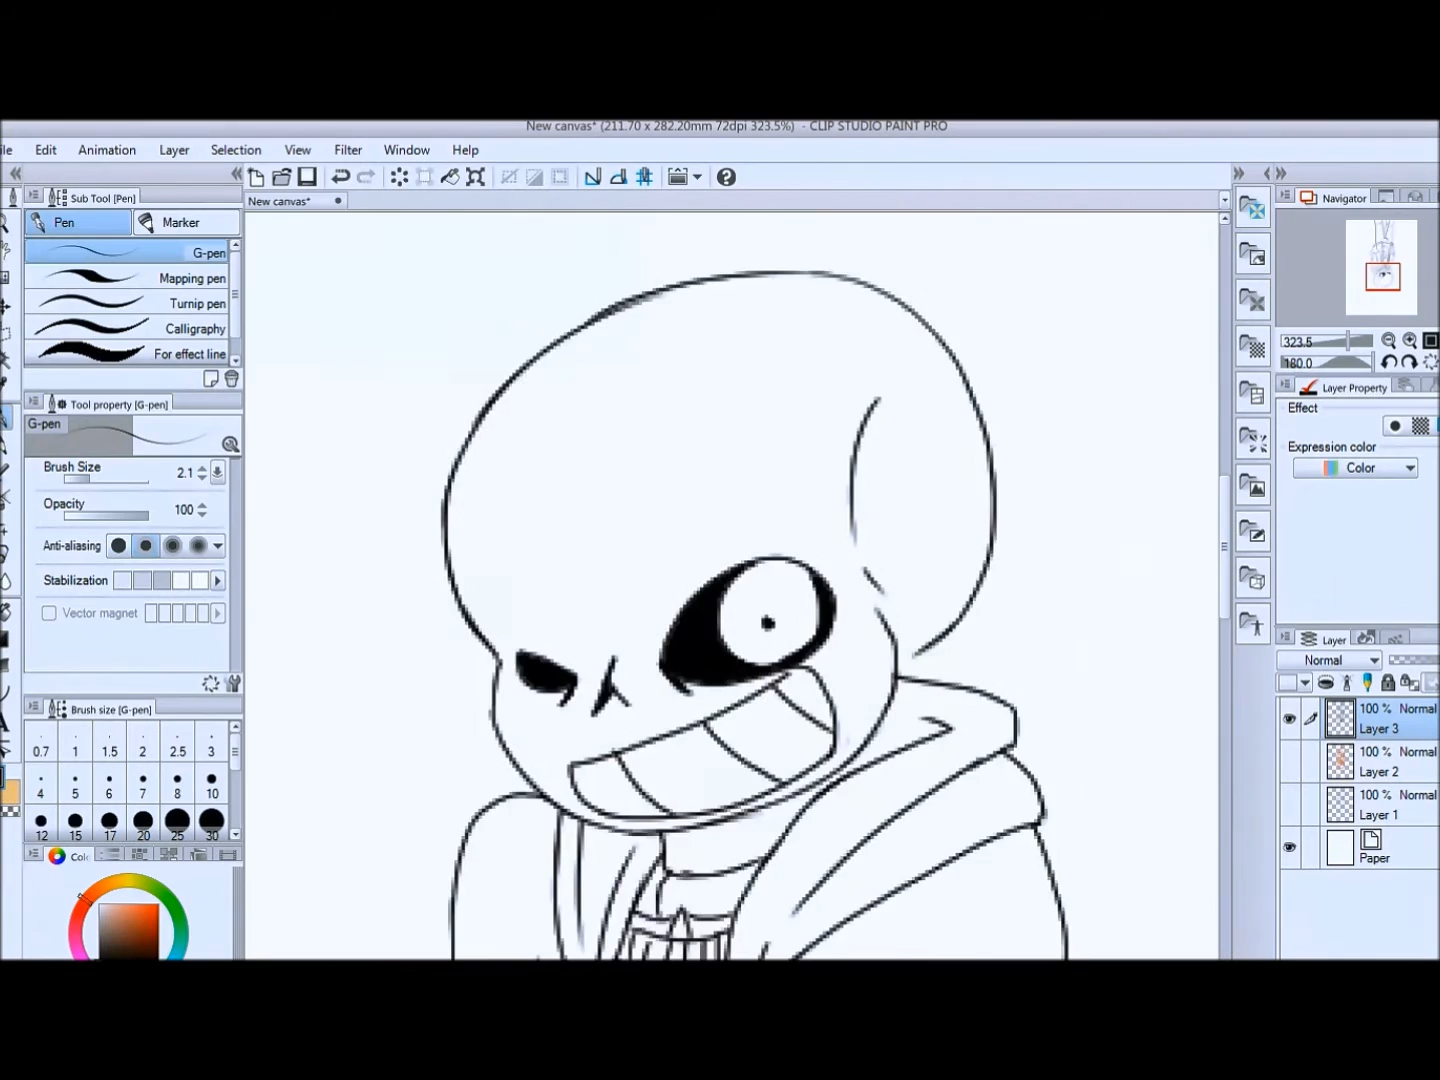 New canvas* (211.70 x 282.20mm 72dpi 323.5%) - CLIP STUDIO PAINT PRO
ile Edit Animation Layer Selection View Filter Window Help
Sub Tool [Pen]
New canvas*
Navigator
Pen Marker
G-pen
Mapping pen
Turnip pen
Calligraphy
For effect line
323.5
180.0
Layer Property
Tool property [G-pen]
Effect
G-pen
Expression color
Color
Brush Size 2.1
Opacity 100
Anti-aliasing
Stabilization
Vector magnet
Layer
Normal
Brush size [G-pen]
0.7 1 1.5 2 2.5 3
4 5 6 7 8 10
12 15 17 20 25 30
100 % Normal
Layer 3
100 % Normal
Layer 2
100 % Normal
Layer 1
Paper
Colo